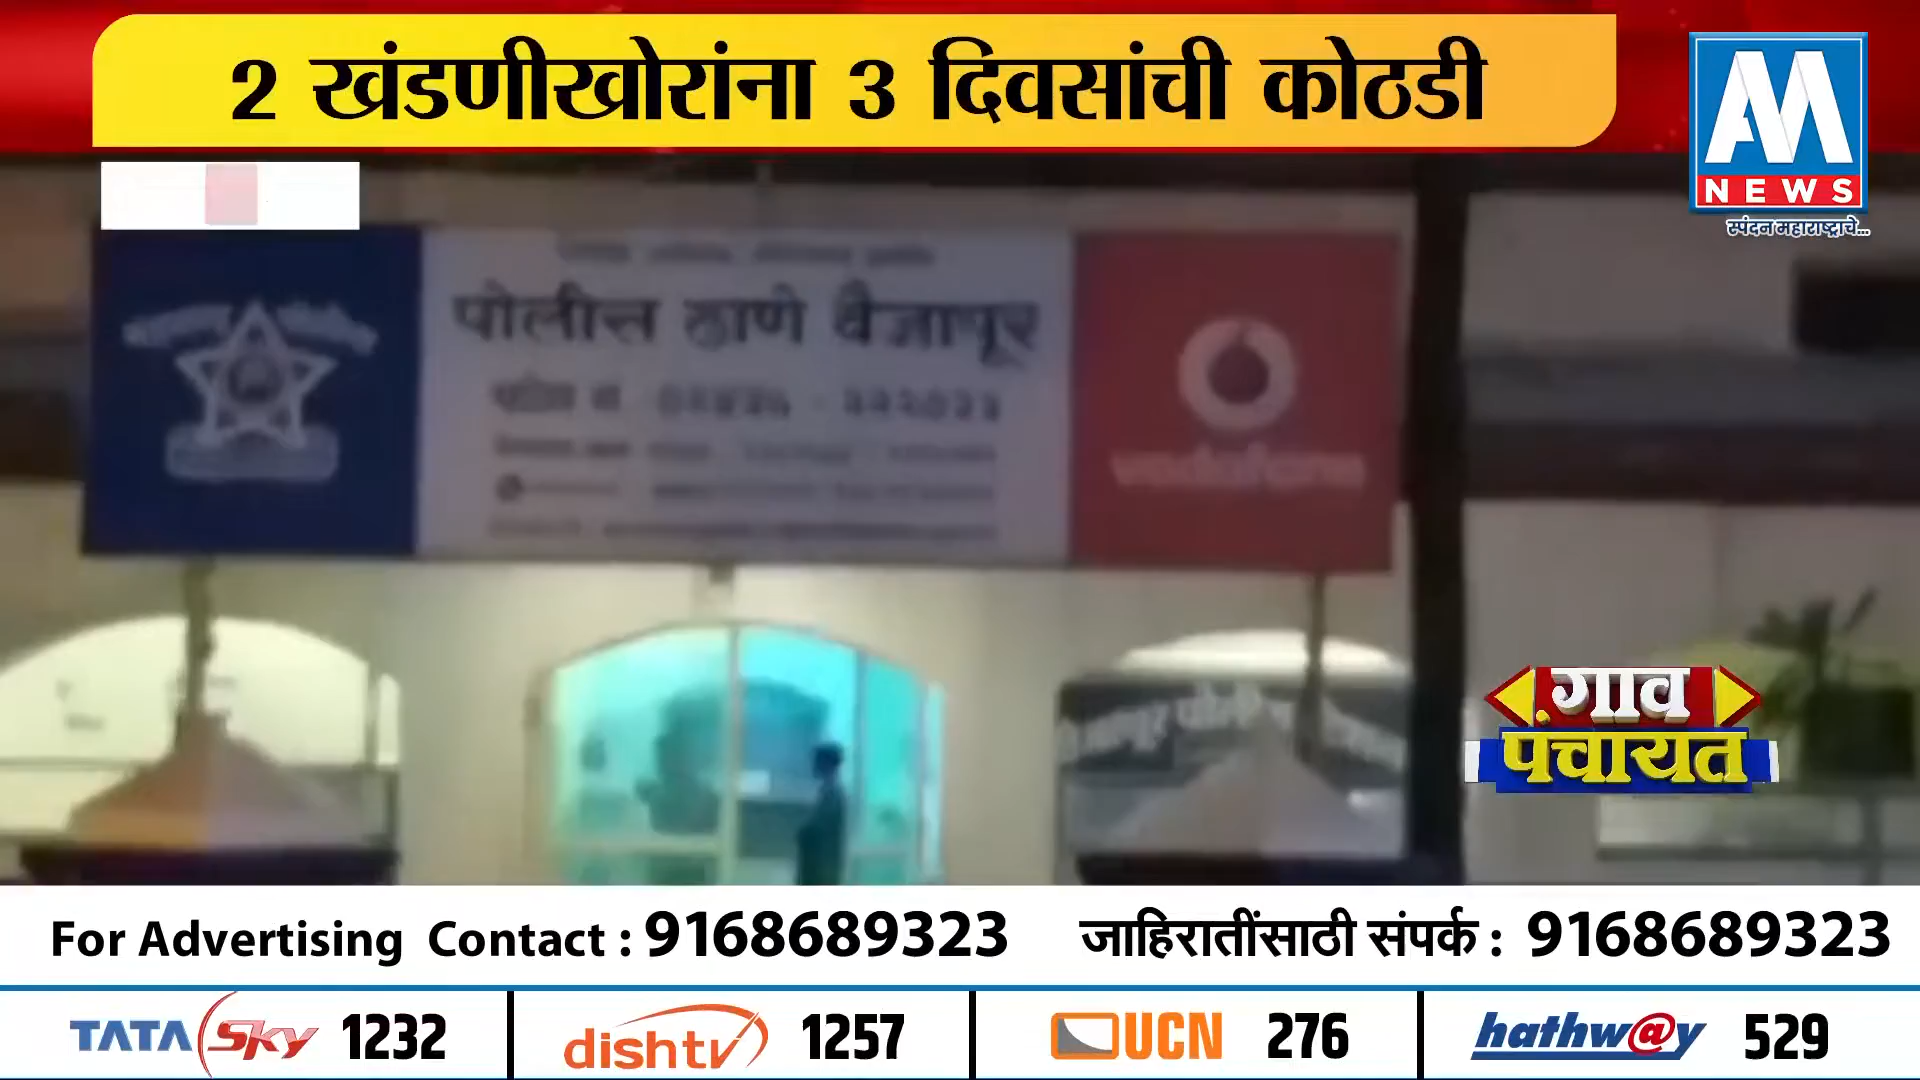 2 खंडणीखोरांना 3 दिवसांची कोठडी
AM
NEWS
स्पंदन महाराष्ट्राचे...
पोलीस ठाणे वैजापूर
फोन नं
vodafone
गाव
पंचायत
For Advertising Contact : 9168689323 जाहिरातींसाठी संपर्क : 9168689323
TATA Sky 1232 dishtv 1257 UCN 276 hathw@y 529